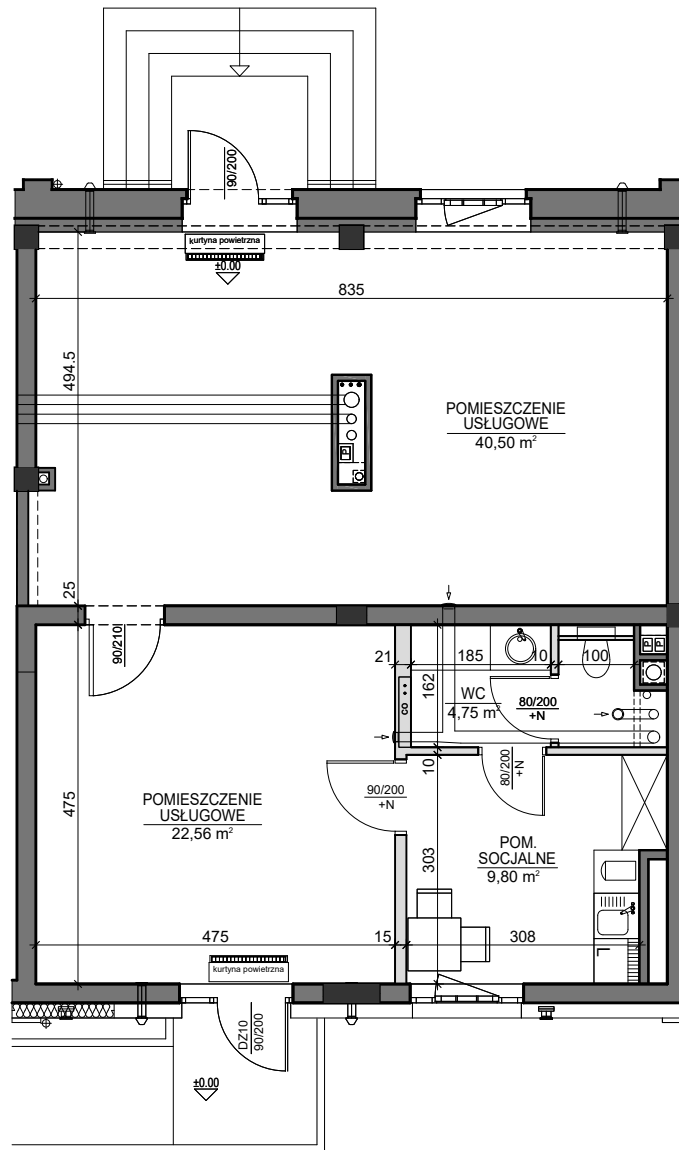 90/200
kurtyna powietrzna
±0.00
835
494.5
POMIESZCZENIE
USŁUGOWE
40,50 m²
25
90/210
21
185
10
100
162
WC
4,75 m²
80/200
+N
CO
10
80/200
+N
90/200
+N
475
POMIESZCZENIE
USŁUGOWE
22,56 m²
POM.
SOCJALNE
9,80 m²
303
475
15
308
kurtyna powietrzna
DZ10
90/200
±0.00